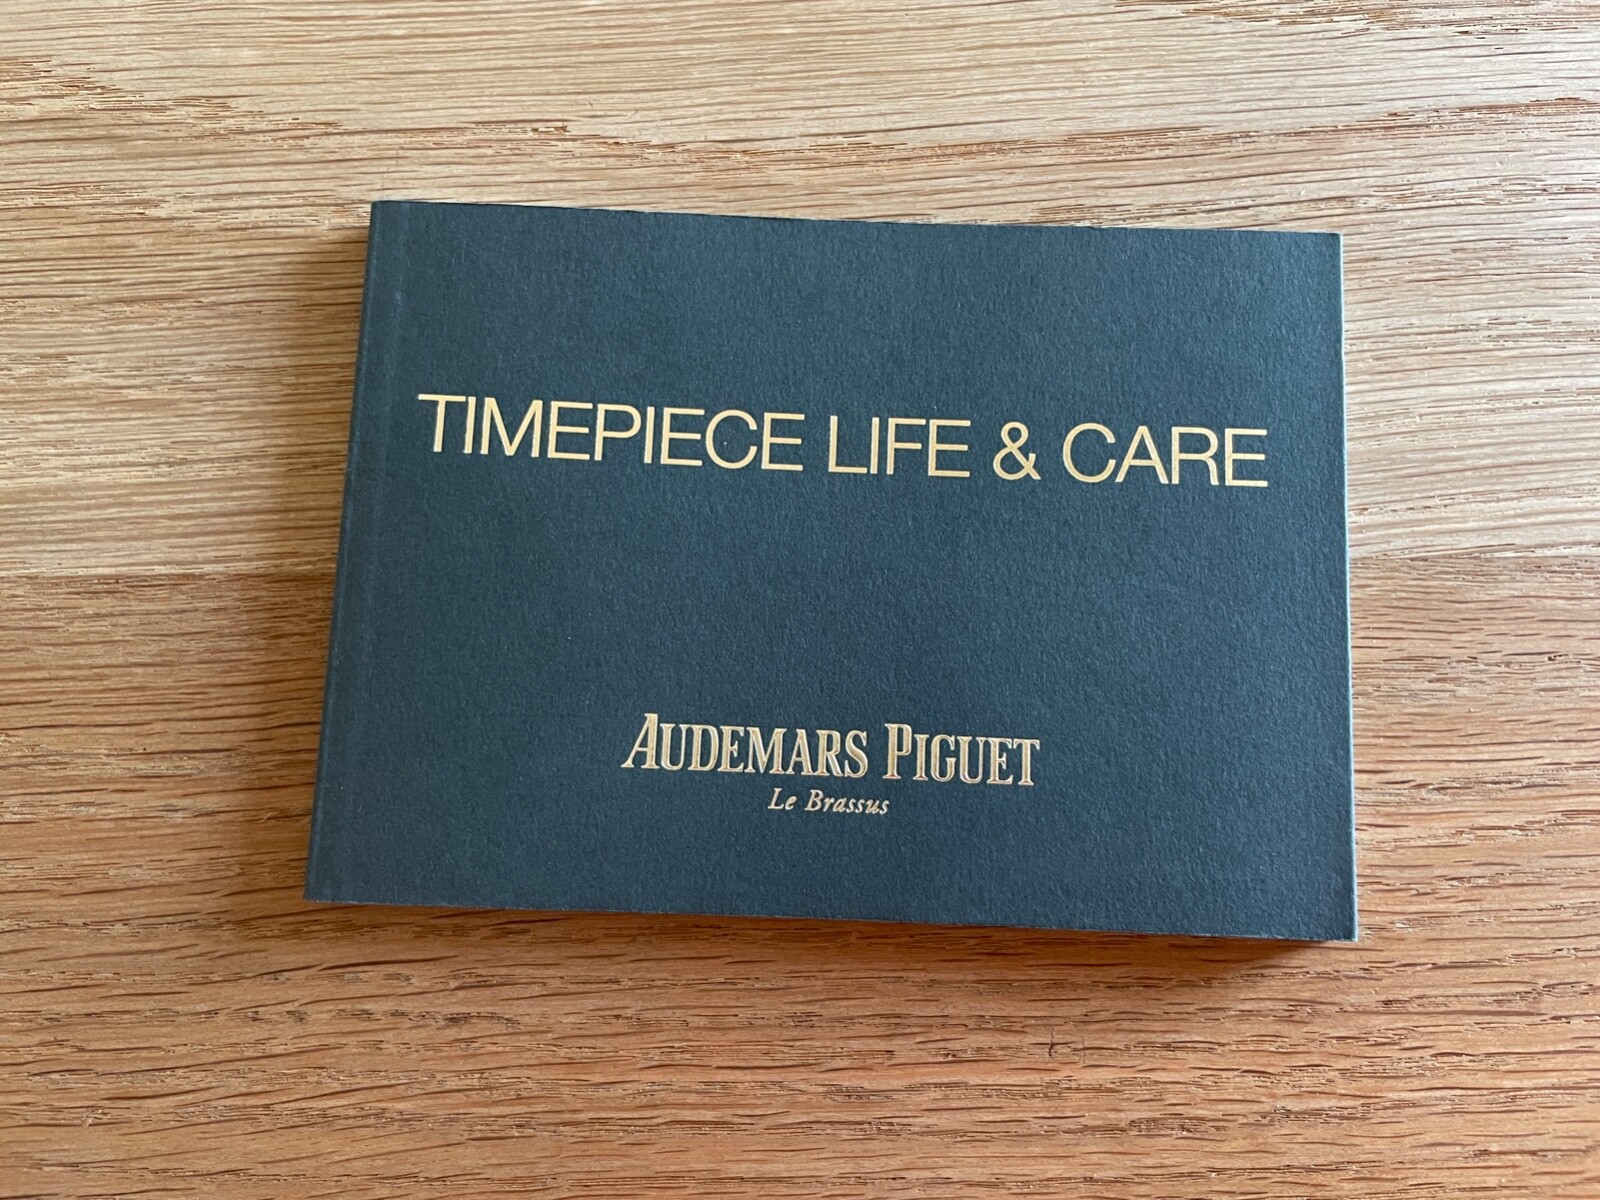 TIMEPIECE LIFE & CARE
AUDEMARS PIGUET
Le Brassus